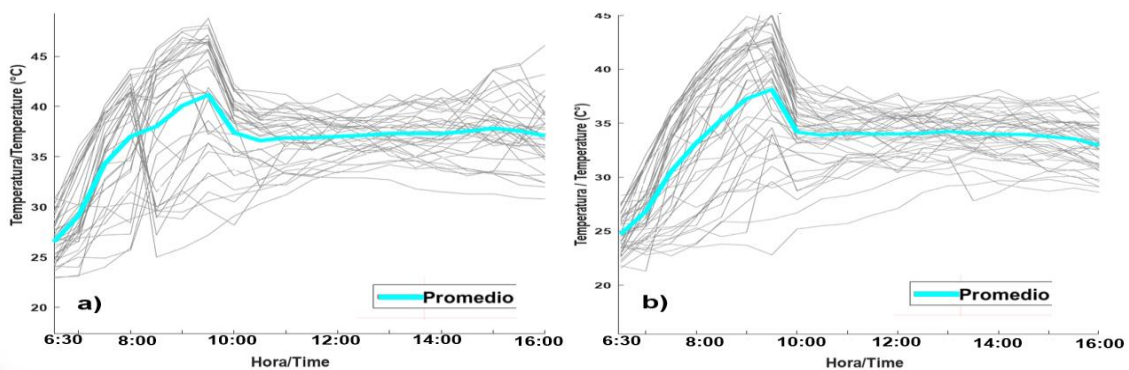 Temperatura/Temperature (°C)
45
40
35
30
25
20
a)
Promedio
6:30 8:00 10:00 12:00 14:00 16:00
Hora/Time
Temperatura / Temperature (C°)
45
40
35
30
25
20
b)
Promedio
6:30 8:00 10:00 12:00 14:00 16:00
Hora/Time